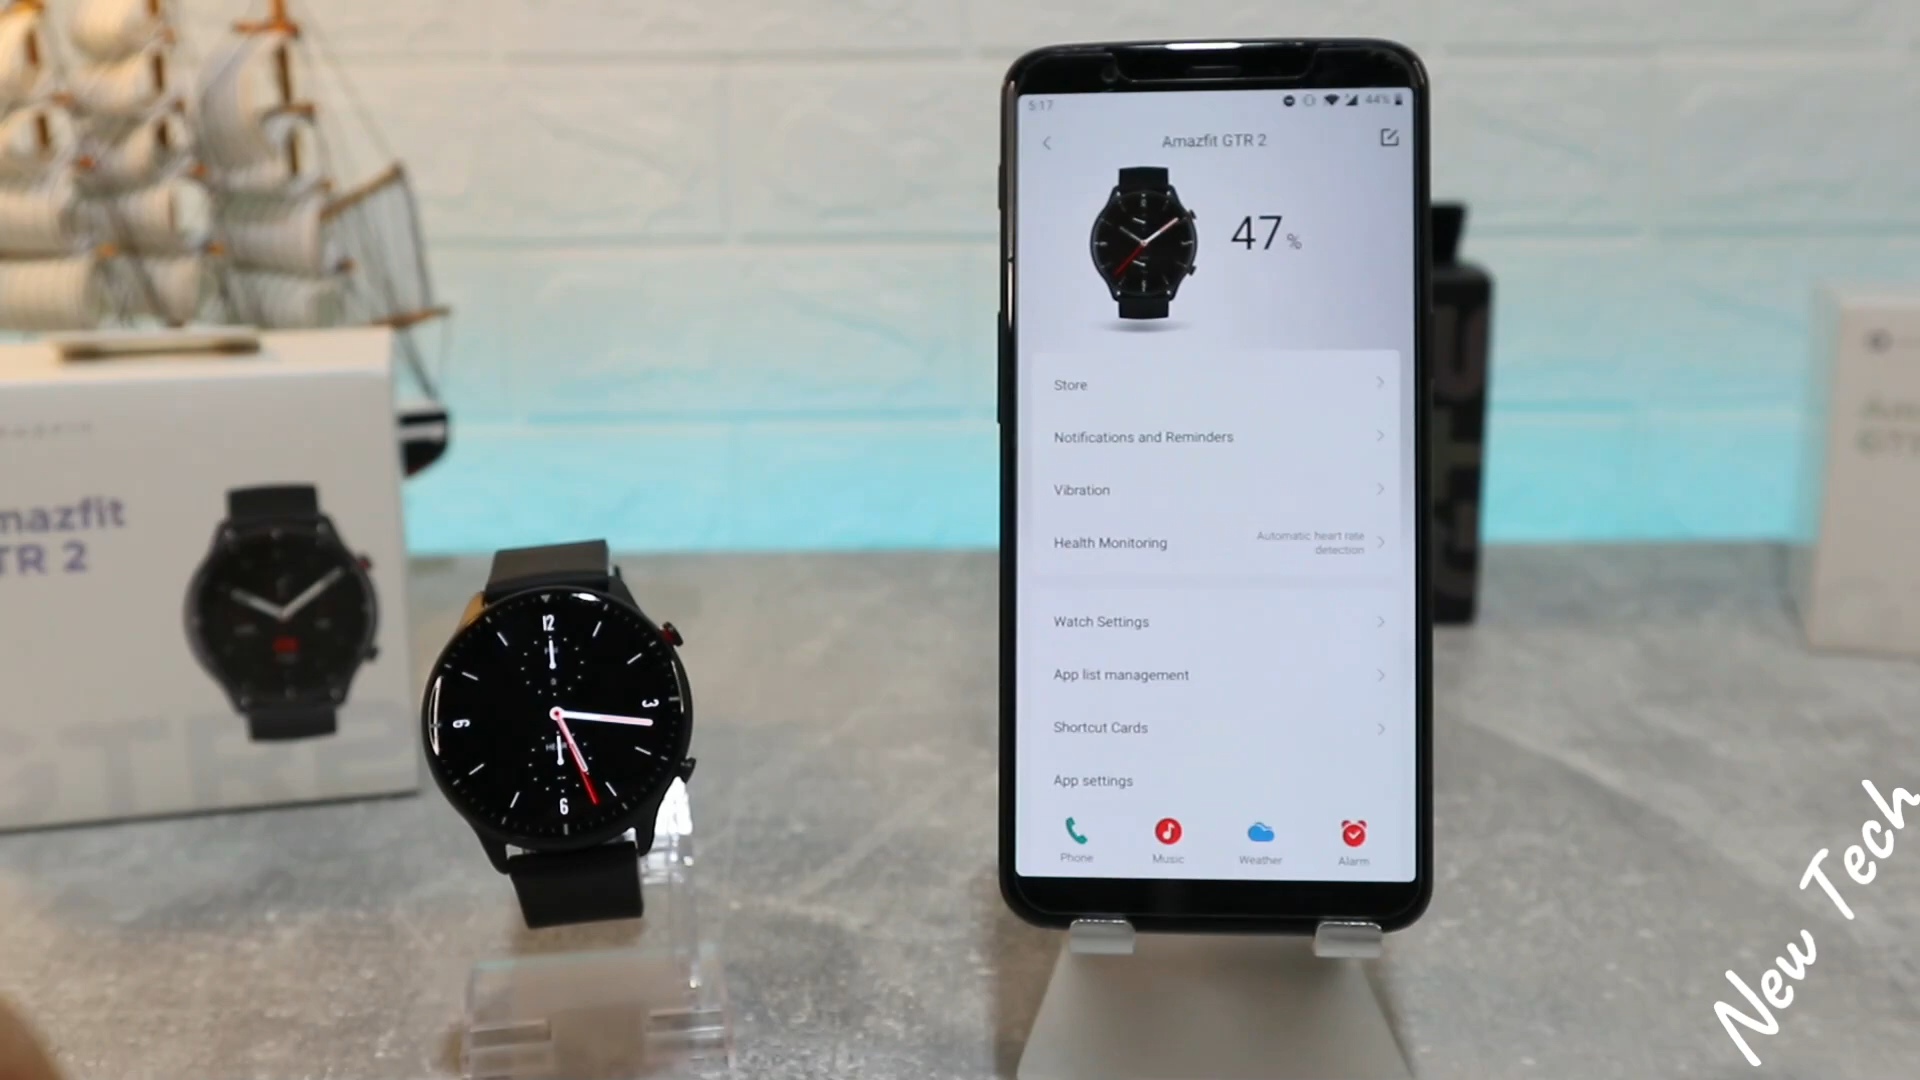 5:17
44%
Amazfit GTR 2
47 %
Store
Notifications and Reminders
Vibration
Health Monitoring
Automatic heart rate
detection
Watch Settings
App list management
Shortcut Cards
App settings
Phone
Music
Weather
Alarm
mazfit
TR 2
12
3
6
9
New Tech